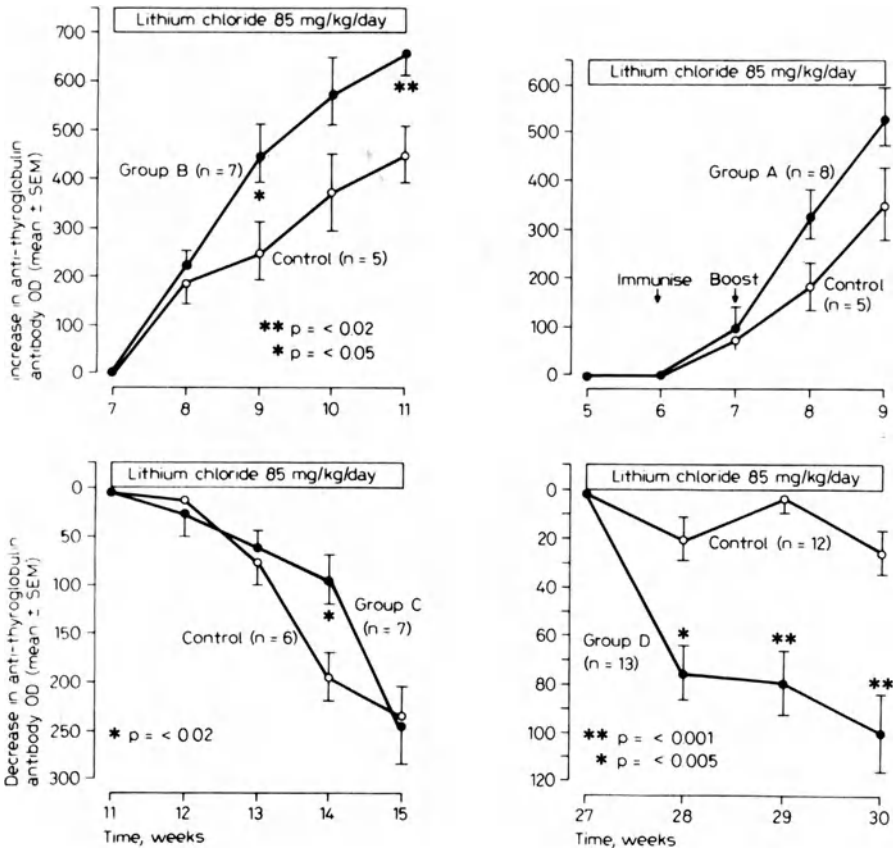 Lithium chloride 85 mg/kg/day
700
600
500
400
300
200
100
0
Increase in anti-thyroglobulin
antibody OD (mean ± SEM)
Group B (n = 7)
Control (n = 5)
**
*
** p = < 0.02
* p = < 0.05
7 8 9 10 11
Lithium chloride 85 mg/kg/day
600
500
400
300
200
100
0
Group A (n = 8)
Immunise Boost
Control
(n = 5)
5 6 7 8 9
Lithium chloride 85 mg/kg/day
0
50
100
150
200
250
300
Decrease in anti-thyroglobulin
antibody OD (mean ± SEM)
Group C
(n = 7)
Control (n = 6)
*
* p = < 0.02
11 12 13 14 15
Time, weeks
Lithium chloride 85 mg/kg/day
0
20
40
60
80
100
120
Control (n = 12)
Group D
(n = 13)
* ** **
** p = < 0.001
* p = < 0.005
27 28 29 30
Time, weeks